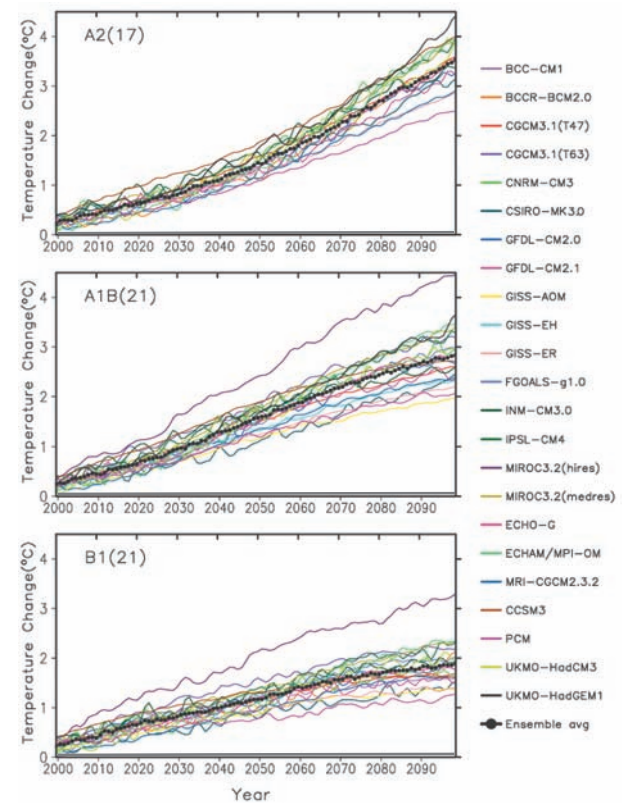 A2(17)
Temperature Change(ºC)
4
3
2
1
0
2000 2010 2020 2030 2040 2050 2060 2070 2080 2090
A1B(21)
Temperature Change(ºC)
4
3
2
1
0
2000 2010 2020 2030 2040 2050 2060 2070 2080 2090
B1(21)
Temperature Change(ºC)
4
3
2
1
0
2000 2010 2020 2030 2040 2050 2060 2070 2080 2090
Year
BCC-CM1
BCCR-BCM2.0
CGCM3.1(T47)
CGCM3.1(T63)
CNRM-CM3
CSIRO-MK3.0
GFDL-CM2.0
GFDL-CM2.1
GISS-AOM
GISS-EH
GISS-ER
FGOALS-g1.0
INM-CM3.0
IPSL-CM4
MIROC3.2(hires)
MIROC3.2(medres)
ECHO-G
ECHAM/MPI-OM
MRI-CGCM2.3.2
CCSM3
PCM
UKMO-HadCM3
UKMO-HadGEM1
Ensemble avg